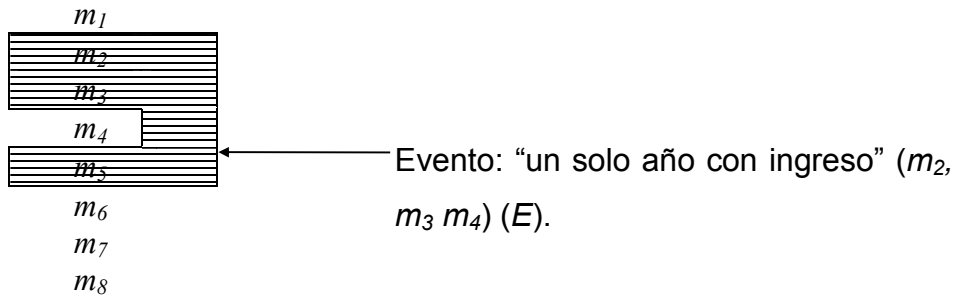 m₁
m₂
m₃
m₄
m₅
m₆
m₇
m₈
Evento: “un solo año con ingreso” (m₂,
m₃ m₄) (E).